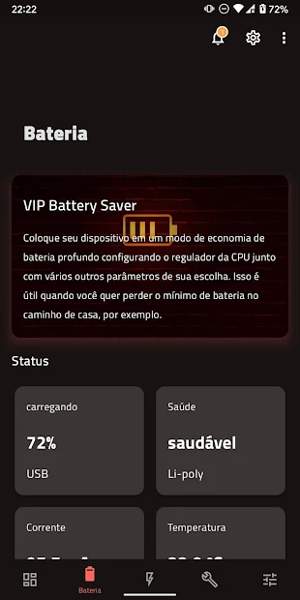 22:22
72%
Bateria
VIP Battery Saver
Coloque seu dispositivo em um modo de economia de
bateria profundo configurando o regulador da CPU junto
com vários outros parâmetros de sua escolha. Isso é
útil quando você quer perder o mínimo de bateria no
caminho de casa, por exemplo.
Status
carregando
Saúde
72%
saudável
USB
Li-poly
Corrente
Temperatura
Bateria